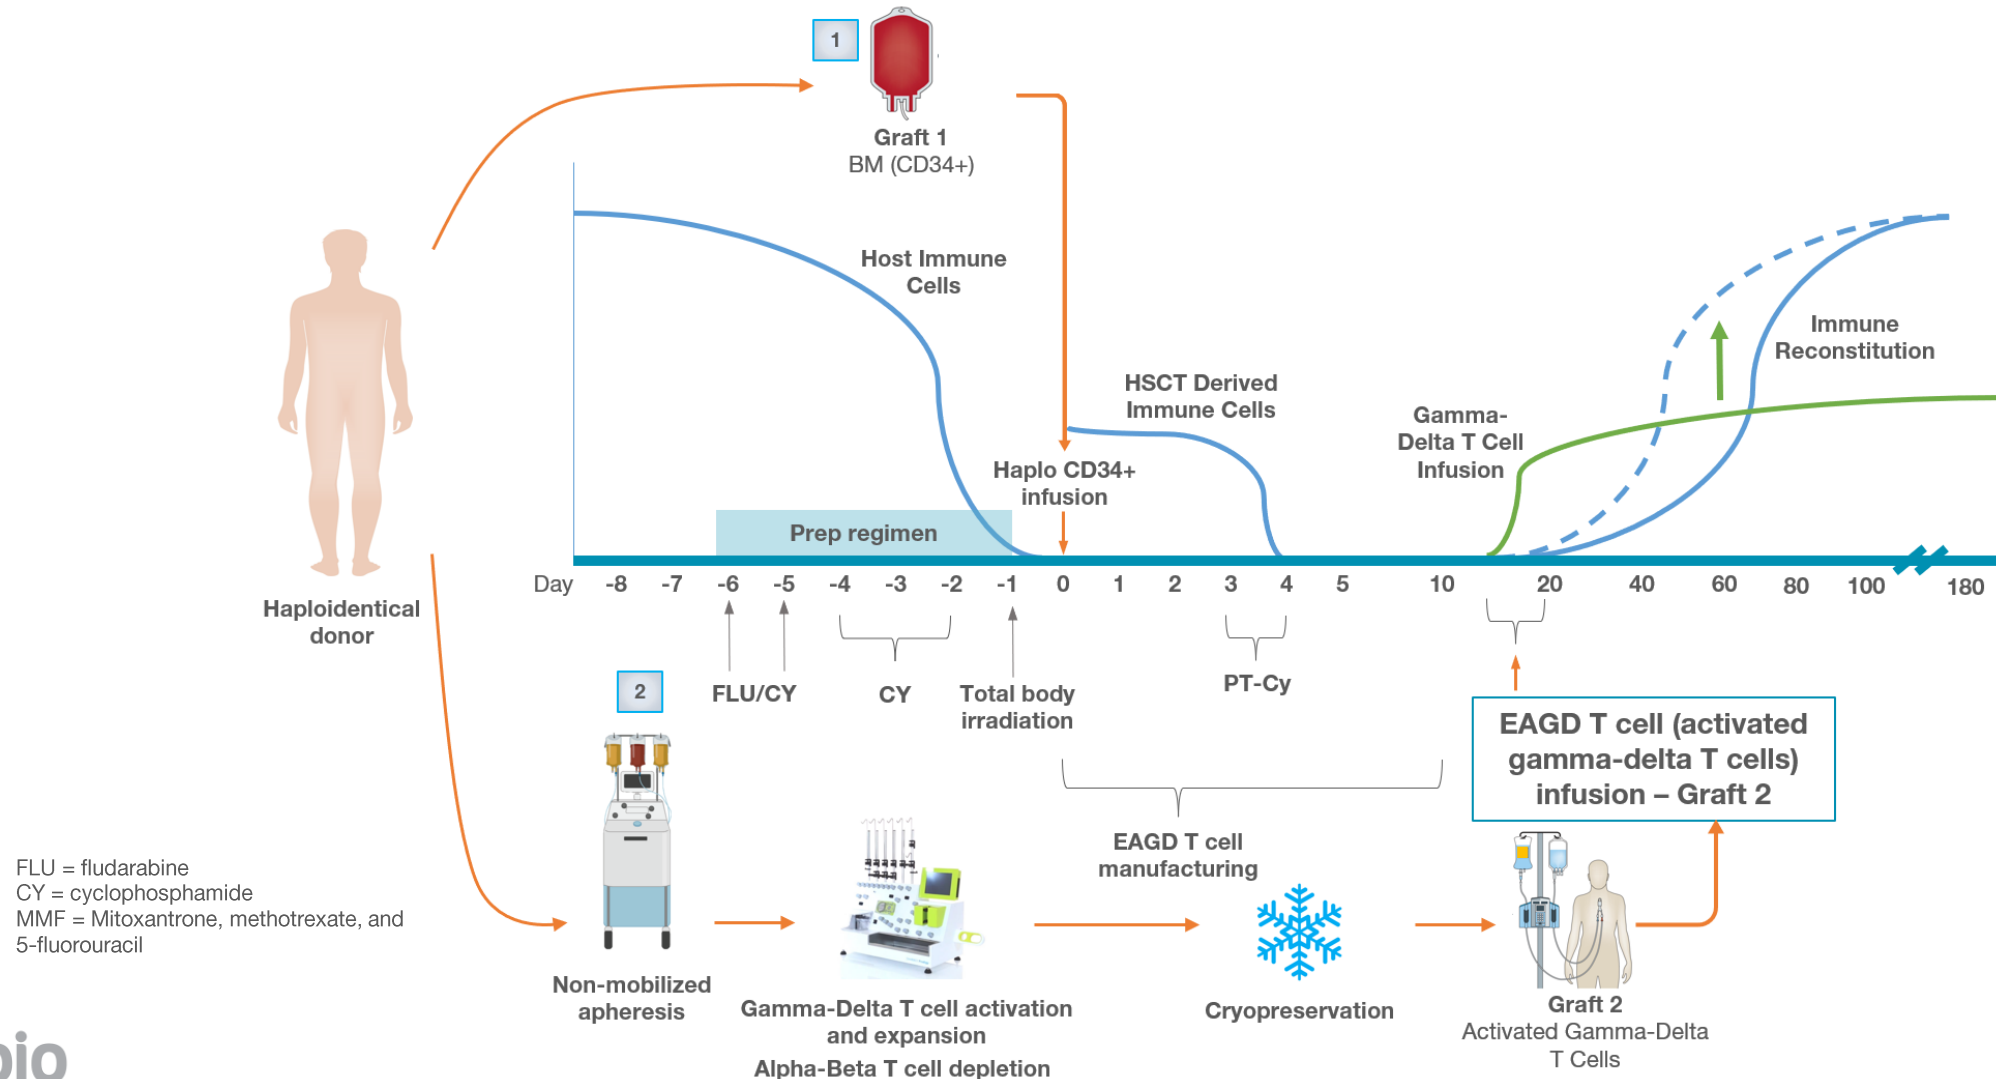 1
Graft 1
BM (CD34+)
Host Immune
Cells
HSCT Derived
Immune Cells
Haplo CD34+
infusion
Gamma-
Delta T Cell
Infusion
Immune
Reconstitution
Prep regimen
Day -8 -7 -6 -5 -4 -3 -2 -1 0 1 2 3 4 5 10 20 40 60 80 100 180
Haploidentical
donor
2
FLU/CY
CY
Total body
irradiation
PT-Cy
EAGD T cell (activated
gamma-delta T cells)
infusion – Graft 2
EAGD T cell
manufacturing
FLU = fludarabine
CY = cyclophosphamide
MMF = Mitoxantrone, methotrexate, and
5-fluorouracil
Non-mobilized
apheresis
Gamma-Delta T cell activation
and expansion
Alpha-Beta T cell depletion
Cryopreservation
Graft 2
Activated Gamma-Delta
T Cells
bio